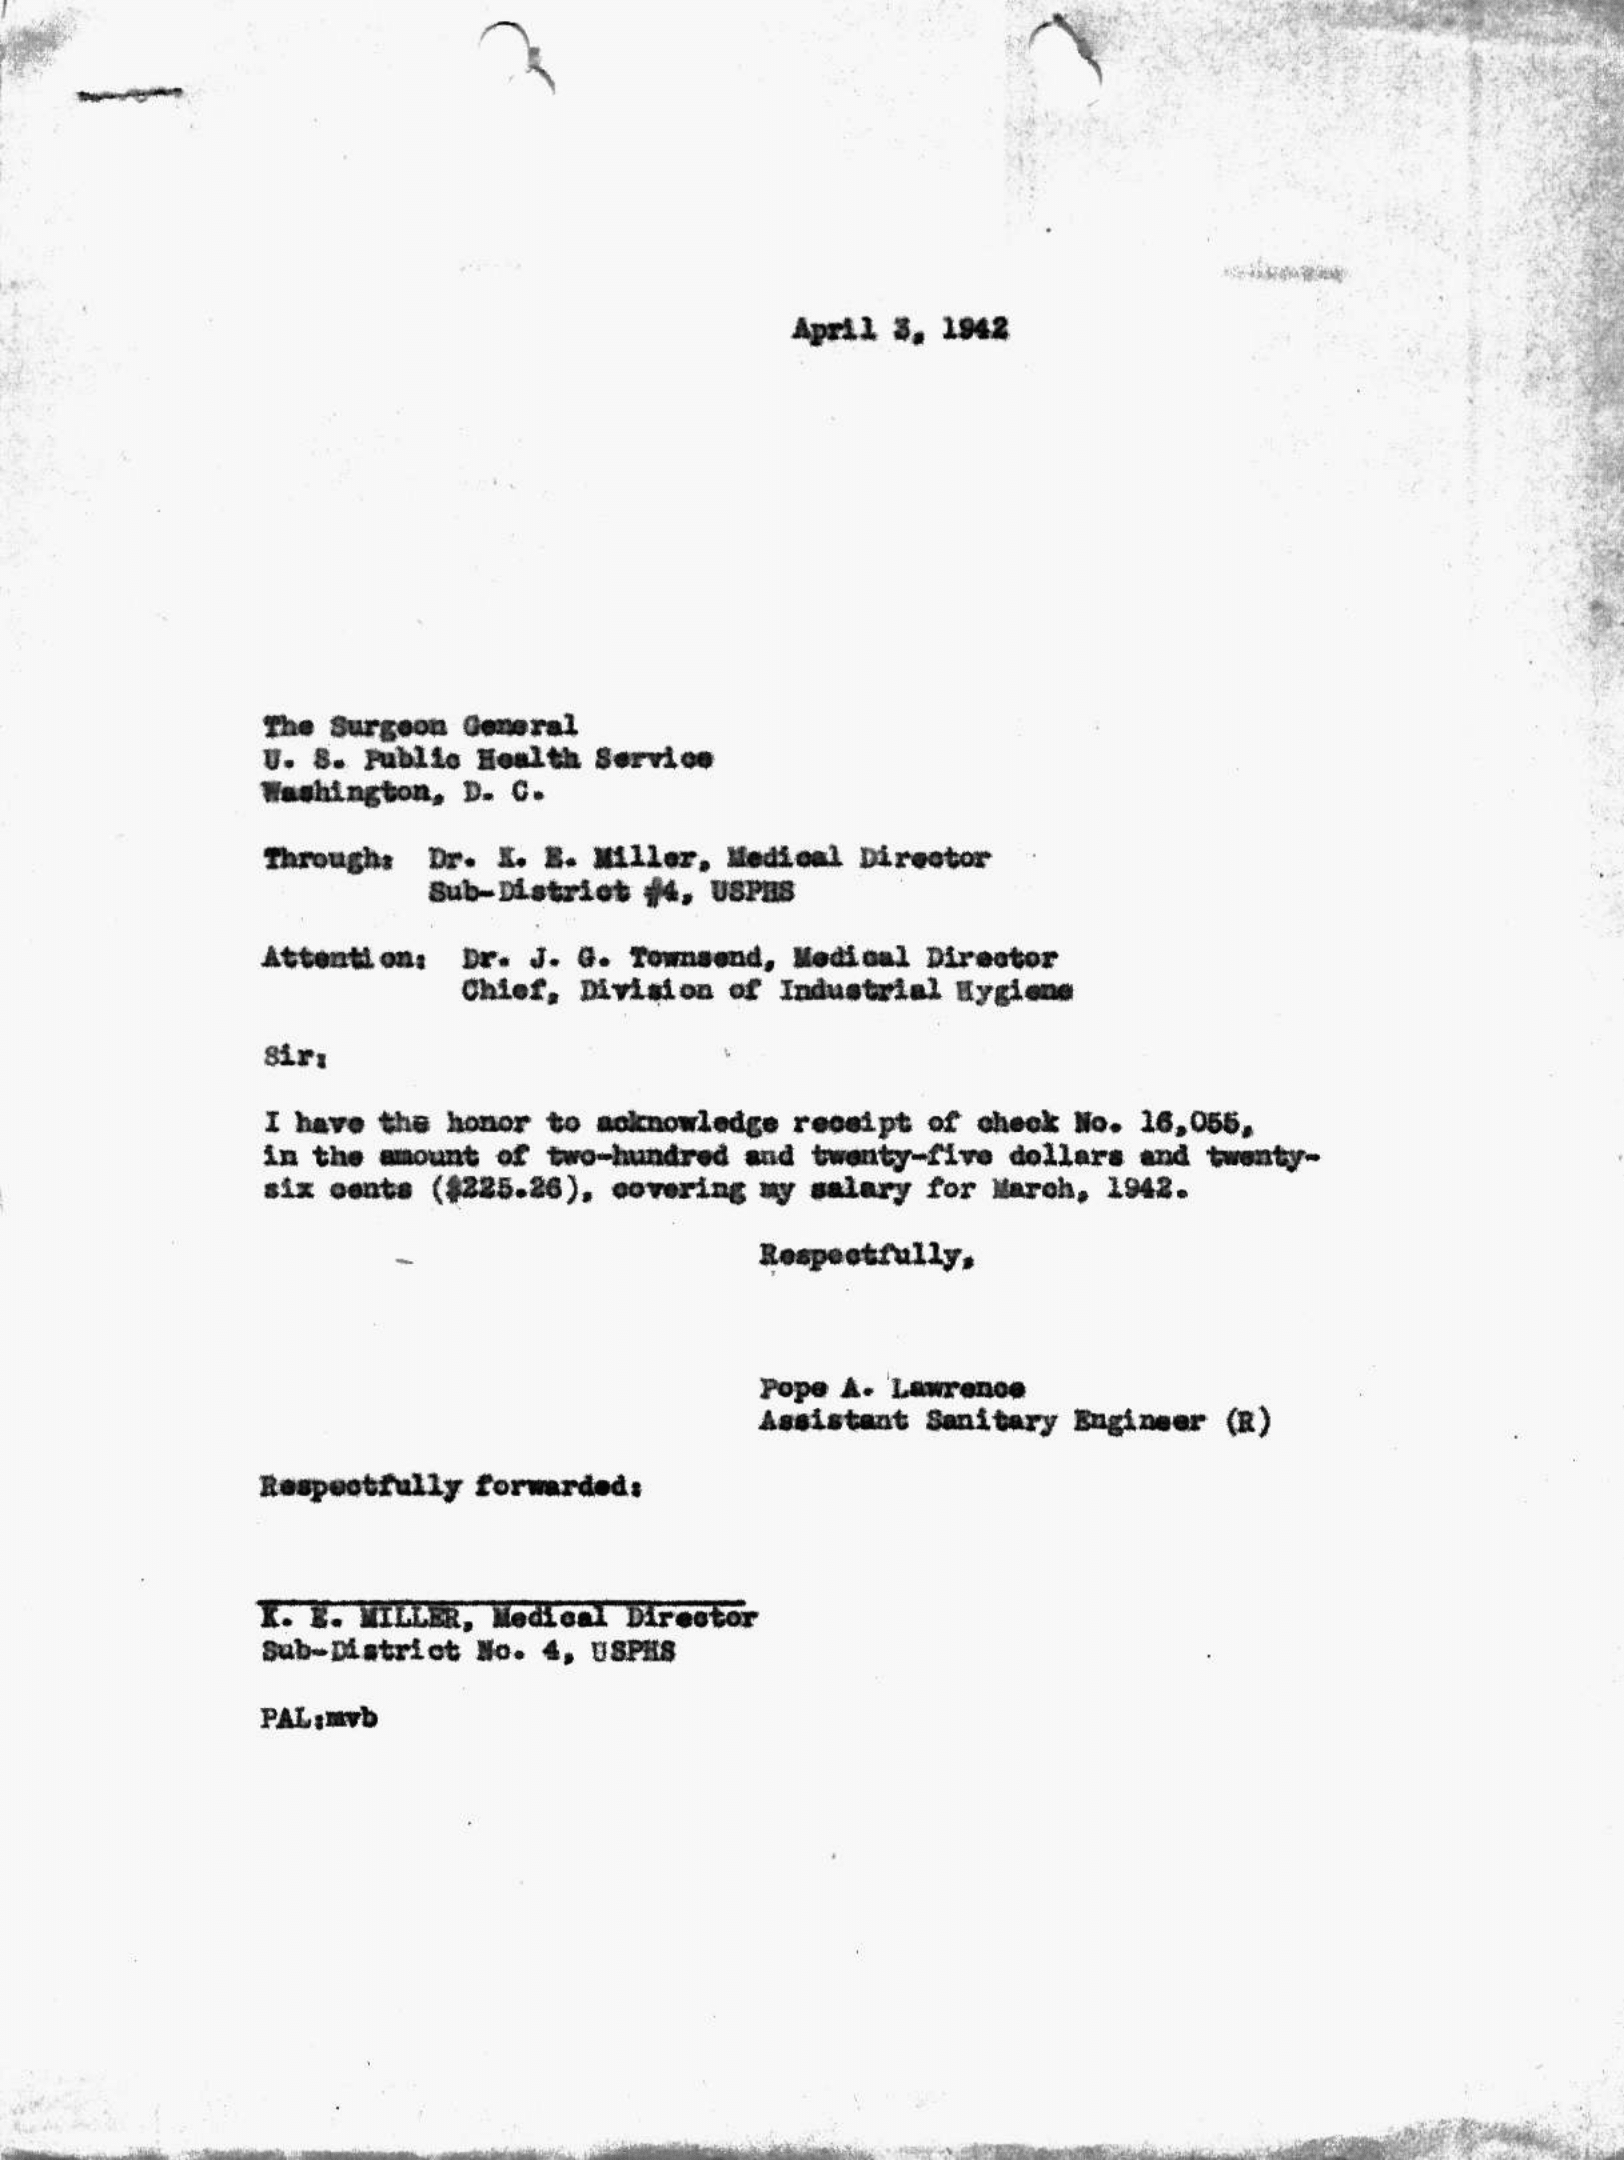 April 3, 1942
The Surgeon General
U. S. Public Health Service
Washington, D. C.
Through: Dr. K. E. Miller, Medical Director
Sub-District #4, USPHS
Attention: Dr. J. G. Townsend, Medical Director
Chief, Division of Industrial Hygiene
Sir:
I have the honor to acknowledge receipt of check No. 16,055,
in the amount of two-hundred and twenty-five dollars and twenty-
six cents ($225.26), covering my salary for March, 1942.
Respectfully,
Pope A. Lawrence
Assistant Sanitary Engineer (R)
Respectfully forwarded:
K. E. MILLER, Medical Director
Sub-District No. 4, USPHS
PAL:mvb